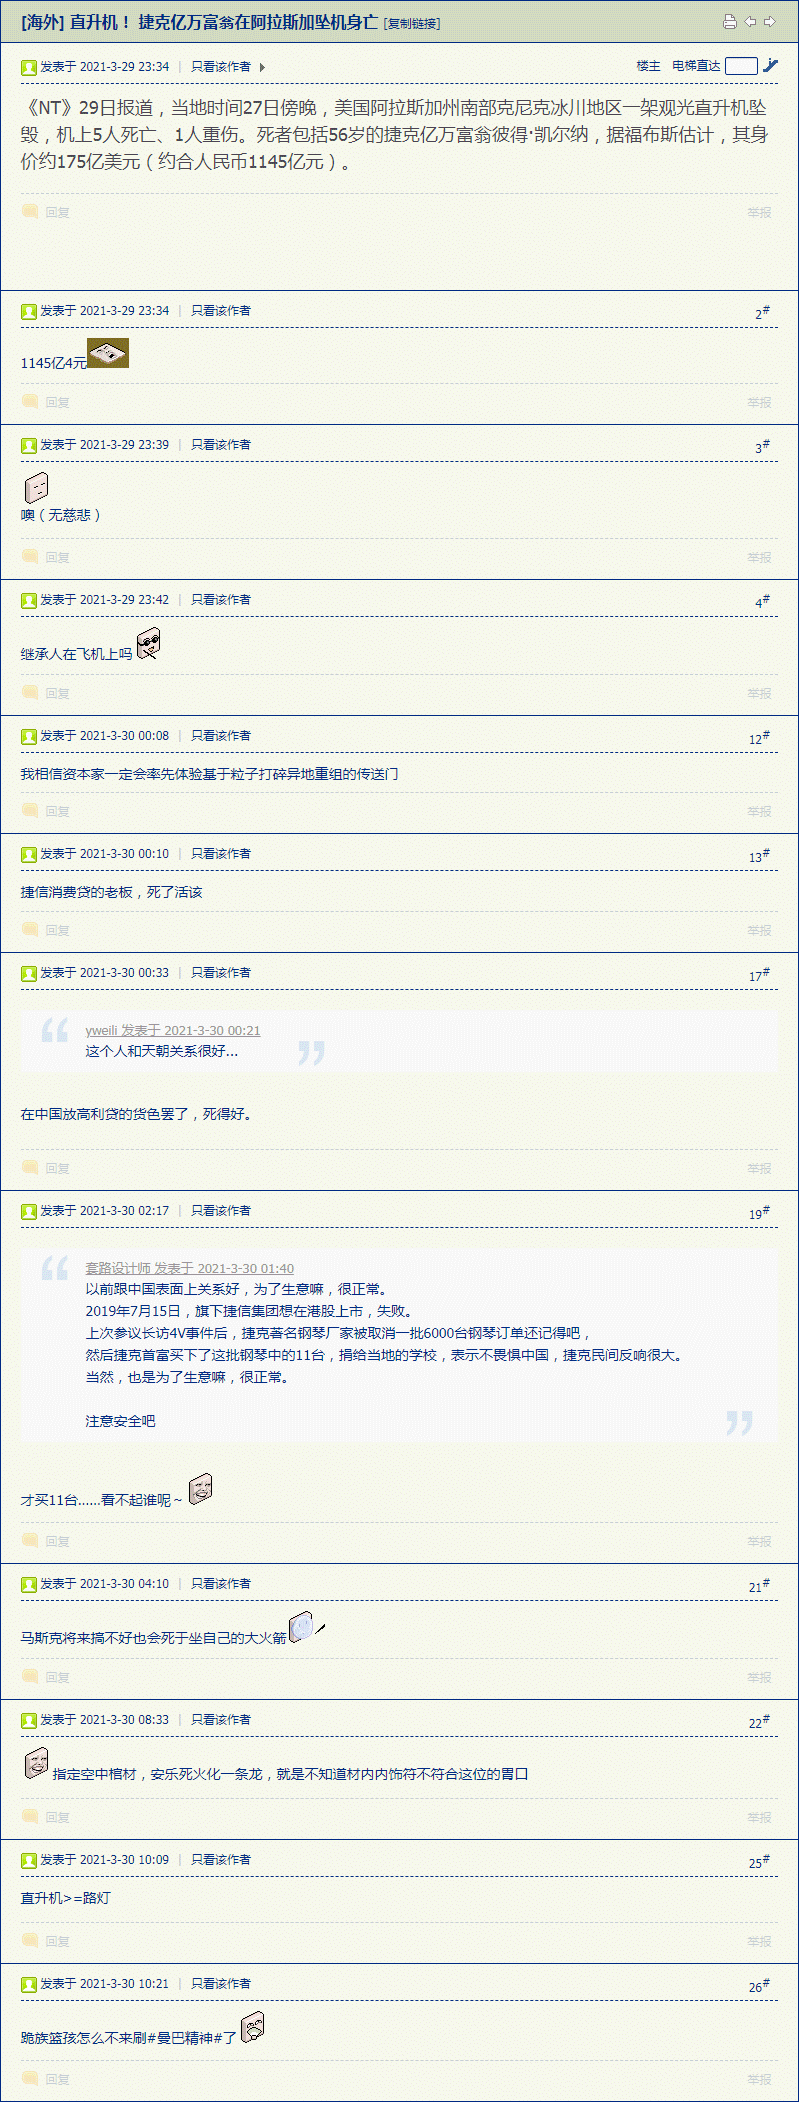 [海外] 直升机！ 捷克亿万富翁在阿拉斯加坠机身亡 [复制链接]
发表于 2021-3-29 23:34 | 只看该作者
楼主 电梯直达
《NT》29日报道，当地时间27日傍晚，美国阿拉斯加州南部克尼克冰川地区一架观光直升机坠
毁，机上5人死亡、1人重伤。死者包括56岁的捷克亿万富翁彼得·凯尔纳，据福布斯估计，其身
价约175亿美元（约合人民币1145亿元）。
回复 举报
发表于 2021-3-29 23:34 | 只看该作者 2#
1145亿4元
回复 举报
发表于 2021-3-29 23:39 | 只看该作者 3#
噢（无慈悲）
回复 举报
发表于 2021-3-29 23:42 | 只看该作者 4#
继承人在飞机上吗
回复 举报
发表于 2021-3-30 00:08 | 只看该作者 12#
我相信资本家一定会率先体验基于粒子打碎异地重组的传送门
回复 举报
发表于 2021-3-30 00:10 | 只看该作者 13#
捷信消费贷的老板，死了活该
回复 举报
发表于 2021-3-30 00:33 | 只看该作者 17#
yweili 发表于 2021-3-30 00:21
这个人和天朝关系很好...
在中国放高利贷的货色罢了，死得好。
回复 举报
发表于 2021-3-30 02:17 | 只看该作者 19#
套路设计师 发表于 2021-3-30 01:40
以前跟中国表面上关系好，为了生意嘛，很正常。
2019年7月15日，旗下捷信集团想在港股上市，失败。
上次参议长访4V事件后，捷克著名钢琴厂家被取消一批6000台钢琴订单还记得吧，
然后捷克首富买下了这批钢琴中的11台，捐给当地的学校，表示不畏惧中国，捷克民间反响很大。
当然，也是为了生意嘛，很正常。
注意安全吧
才买11台......看不起谁呢～
回复 举报
发表于 2021-3-30 04:10 | 只看该作者 21#
马斯克将来搞不好也会死于坐自己的大火箭
回复 举报
发表于 2021-3-30 08:33 | 只看该作者 22#
指定空中棺材，安乐死火化一条龙，就是不知道材内内饰符不符合这位的胃口
回复 举报
发表于 2021-3-30 10:09 | 只看该作者 25#
直升机>=路灯
回复 举报
发表于 2021-3-30 10:21 | 只看该作者 26#
跪族篮孩怎么不来刷#曼巴精神#了
回复 举报